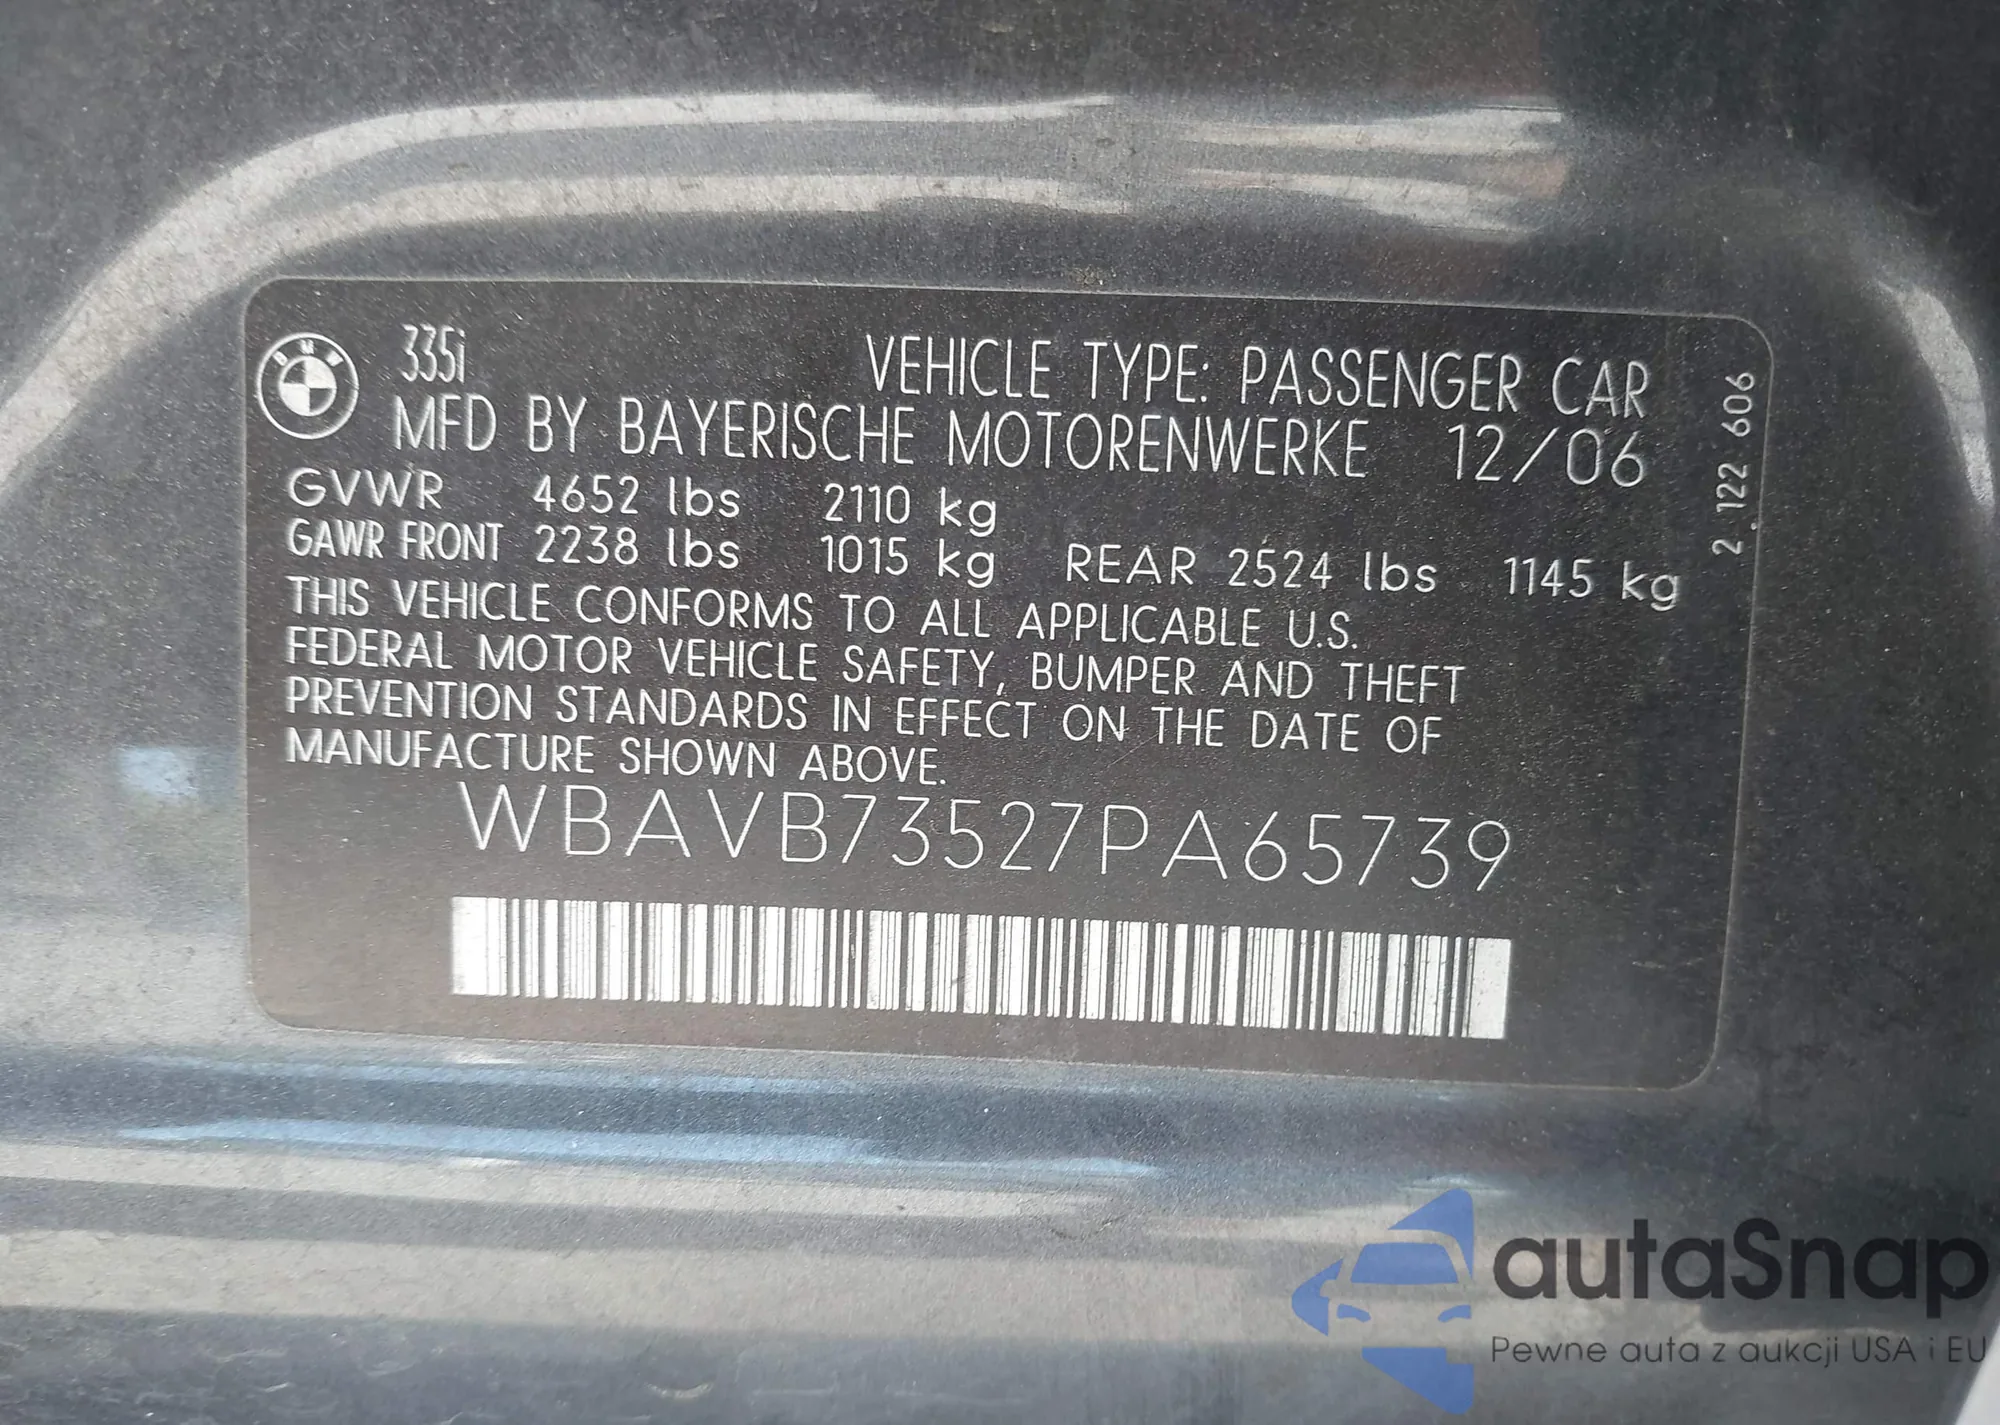 BMW
335i VEHICLE TYPE: PASSENGER CAR
MFD BY BAYERISCHE MOTORENWERKE 12/06
GVWR 4652 lbs 2110 kg
GAWR FRONT 2238 lbs 1015 kg REAR 2524 lbs 1145 kg
THIS VEHICLE CONFORMS TO ALL APPLICABLE U.S.
FEDERAL MOTOR VEHICLE SAFETY, BUMPER AND THEFT
PREVENTION STANDARDS IN EFFECT ON THE DATE OF
MANUFACTURE SHOWN ABOVE.
WBAVB73527PA65739
2.122 606
autaSnap
Pewne auta z aukcji USA i EU